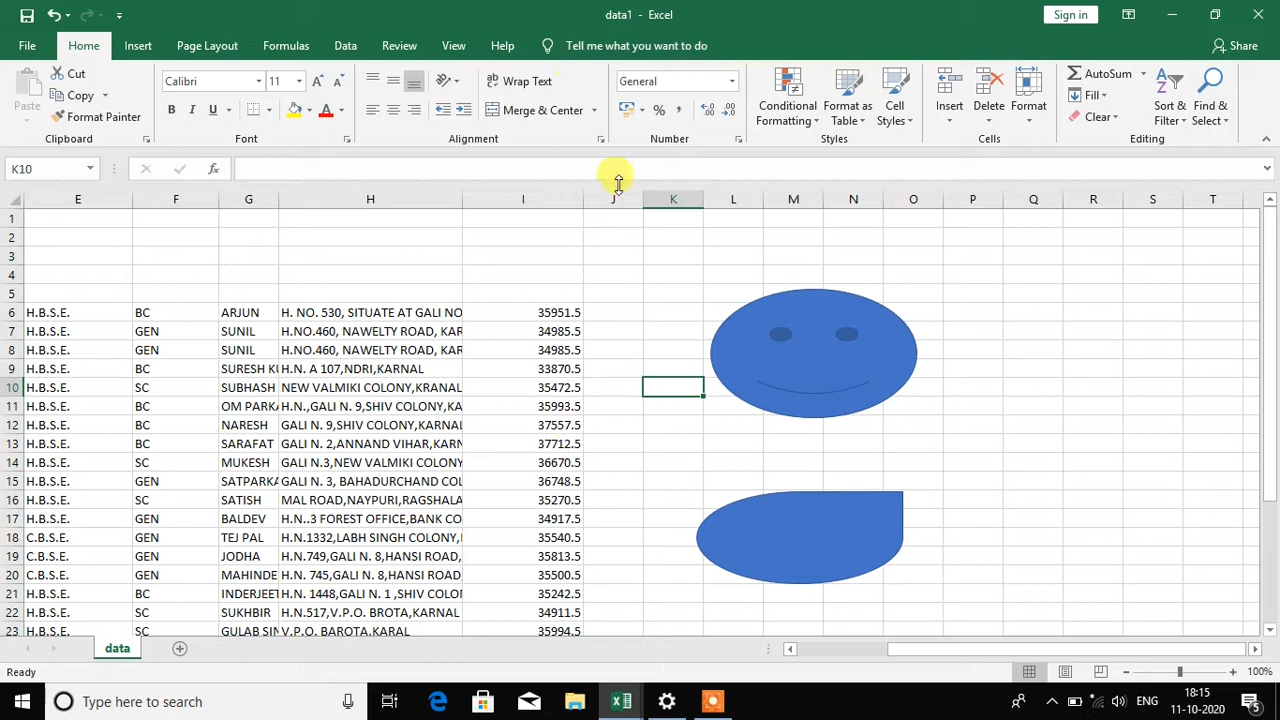 data1 - Excel
Sign in
File Home Insert Page Layout Formulas Data Review View Help Tell me what you want to do Share
Paste Cut Copy Format Painter Clipboard
Calibri 11 B I U Font
Wrap Text Merge & Center Alignment
General % , Number
Conditional Formatting Format as Table Cell Styles Styles
Insert Delete Format Cells
AutoSum Fill Clear Sort & Filter Find & Select Editing
K10 fx
E F G H I J K L M N O P Q R S T
1
2
3
4
5
6 H.B.S.E. BC ARJUN H. NO. 530, SITUATE AT GALI NO 35951.5
7 H.B.S.E. GEN SUNIL H.NO.460, NAWELTY ROAD, KAR 34985.5
8 H.B.S.E. GEN SUNIL H.NO.460, NAWELTY ROAD, KAR 34985.5
9 H.B.S.E. BC SURESH KU H.N. A 107,NDRI,KARNAL 33870.5
10 H.B.S.E. SC SUBHASH NEW VALMIKI COLONY,KRANAL 35472.5
11 H.B.S.E. BC OM PARKA H.N.,GALI N. 9,SHIV COLONY,KA 35993.5
12 H.B.S.E. BC NARESH GALI N. 9,SHIV COLONY,KARNAL 37557.5
13 H.B.S.E. BC SARAFAT GALI N. 2,ANNAND VIHAR,KARN 37712.5
14 H.B.S.E. SC MUKESH GALI N.3,NEW VALMIKI COLONY 36670.5
15 H.B.S.E. GEN SATPARKA GALI N. 3, BAHADURCHAND COL 36748.5
16 H.B.S.E. SC SATISH MAL ROAD,NAYPURI,RAGSHALA 35270.5
17 H.B.S.E. GEN BALDEV H.N..3 FOREST OFFICE,BANK CO 34917.5
18 C.B.S.E. GEN TEJ PAL H.N.1332,LABH SINGH COLONY, 35540.5
19 C.B.S.E. GEN JODHA H.N.749,GALI N. 8,HANSI ROAD, 35813.5
20 C.B.S.E. GEN MAHINDE H.N. 745,GALI N. 8,HANSI ROAD 35500.5
21 H.B.S.E. BC INDERJEET H.N. 1448,GALI N. 1 ,SHIV COLO 35242.5
22 H.B.S.E. SC SUKHBIR H.N.517,V.P.O. BROTA,KARNAL 34911.5
23 H.B.S.E. SC GULAB SIN V.P.O. BAROTA,KARAL 35994.5
data
Ready 100%
Type here to search ENG 18:15
11-10-2020 5